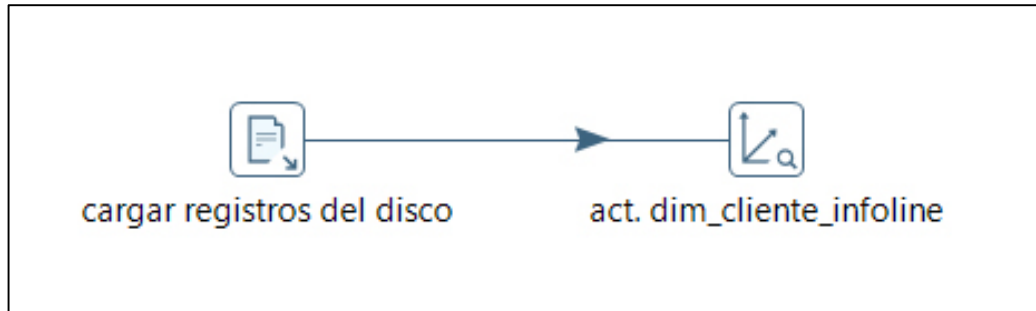 cargar registros del disco
act. dim_cliente_infoline